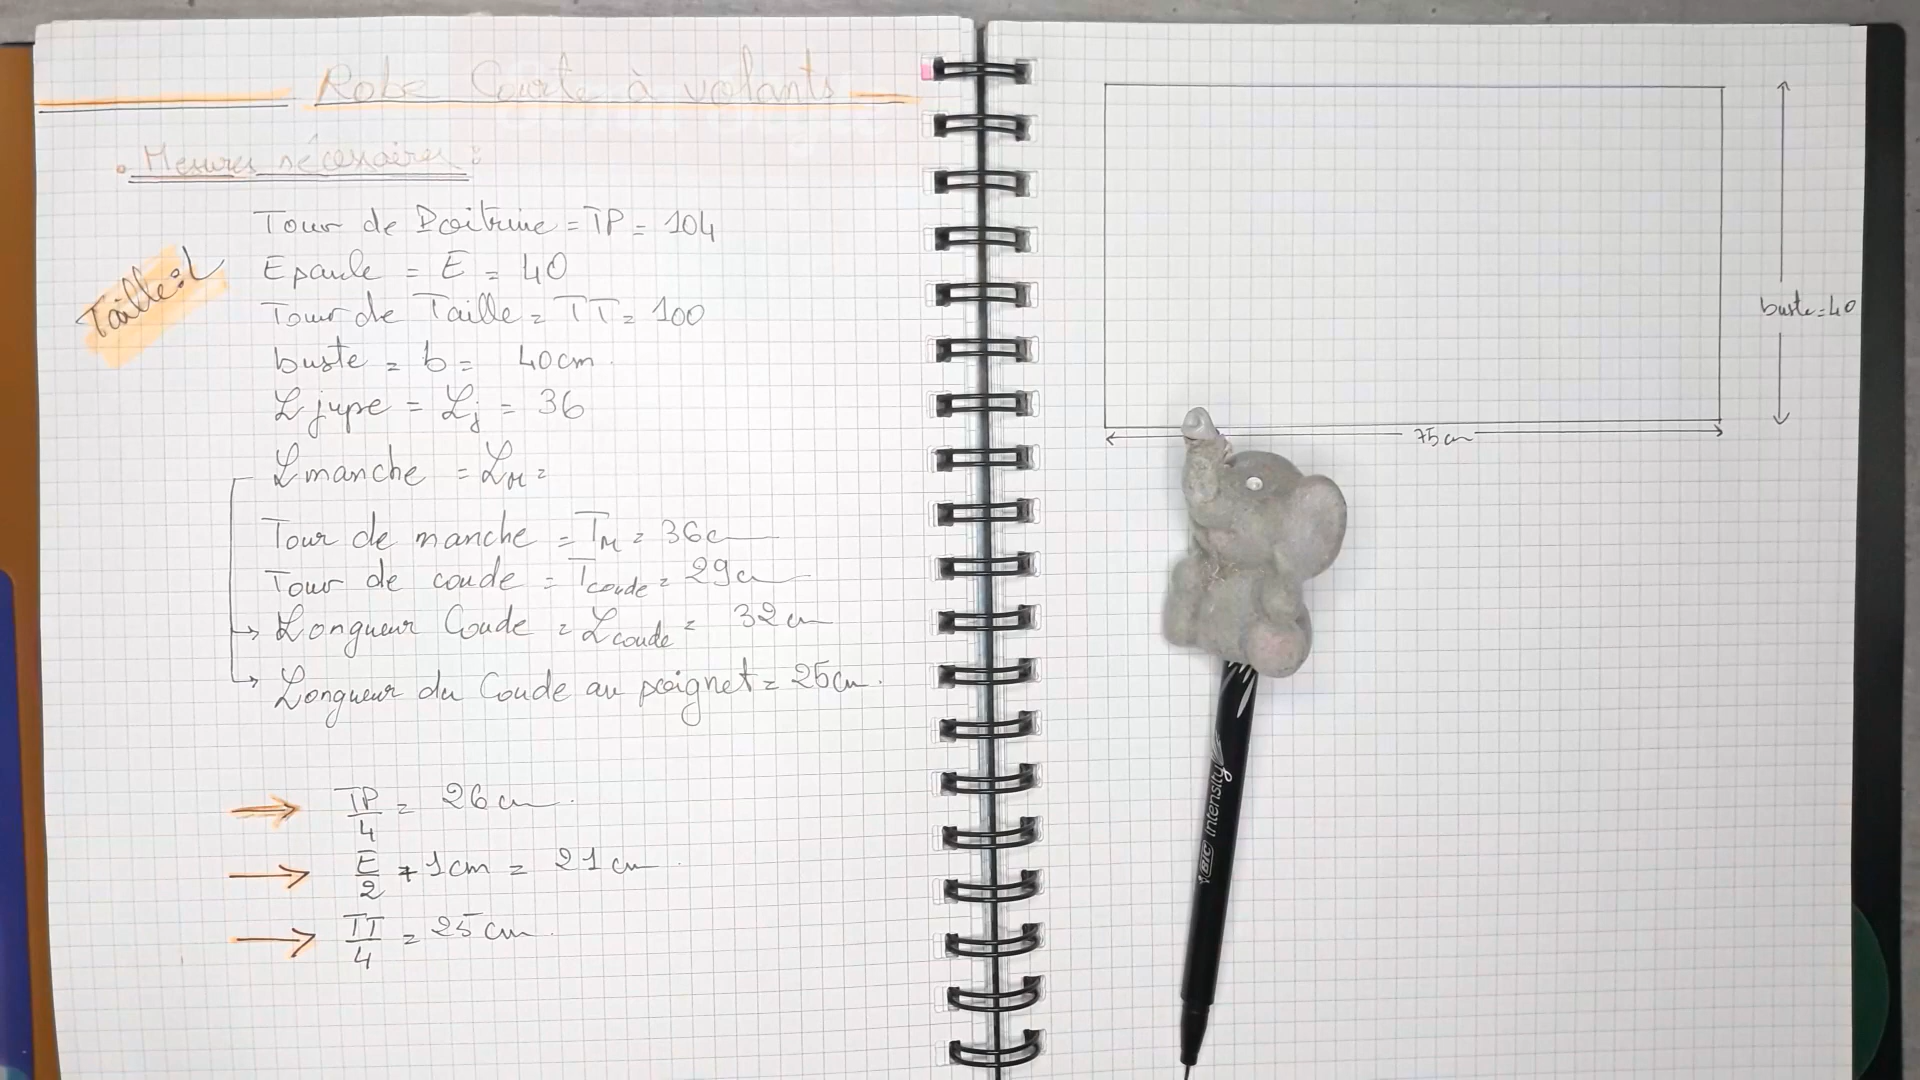 Robe Courte à volants
• Mesures nécessaires :
Taille : L
Tour de Poitrine = TP = 104
Epaule = E = 40
Tour de Taille = TT = 100
buste = b = 40cm.
L jupe = Lj = 36
L manche = LM =
Tour de manche = TM = 36cm
Tour de coude = Tcoude = 29cm
→ Longueur Coude = Lcoude = 32cm
→ Longueur du Coude au poignet = 25cm.
→ TP/4 = 26cm.
→ E/2 + 1cm = 21cm.
→ TT/4 = 25cm.
buste = 40
75cm
BIC intensity